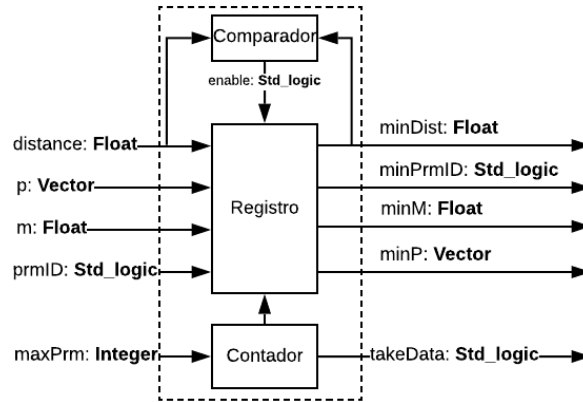 Comparador
enable: Std_logic
distance: Float
minDist: Float
p: Vector
minPrmID: Std_logic
Registro
m: Float
minM: Float
prmID: Std_logic
minP: Vector
maxPrm: Integer
Contador
takeData: Std_logic